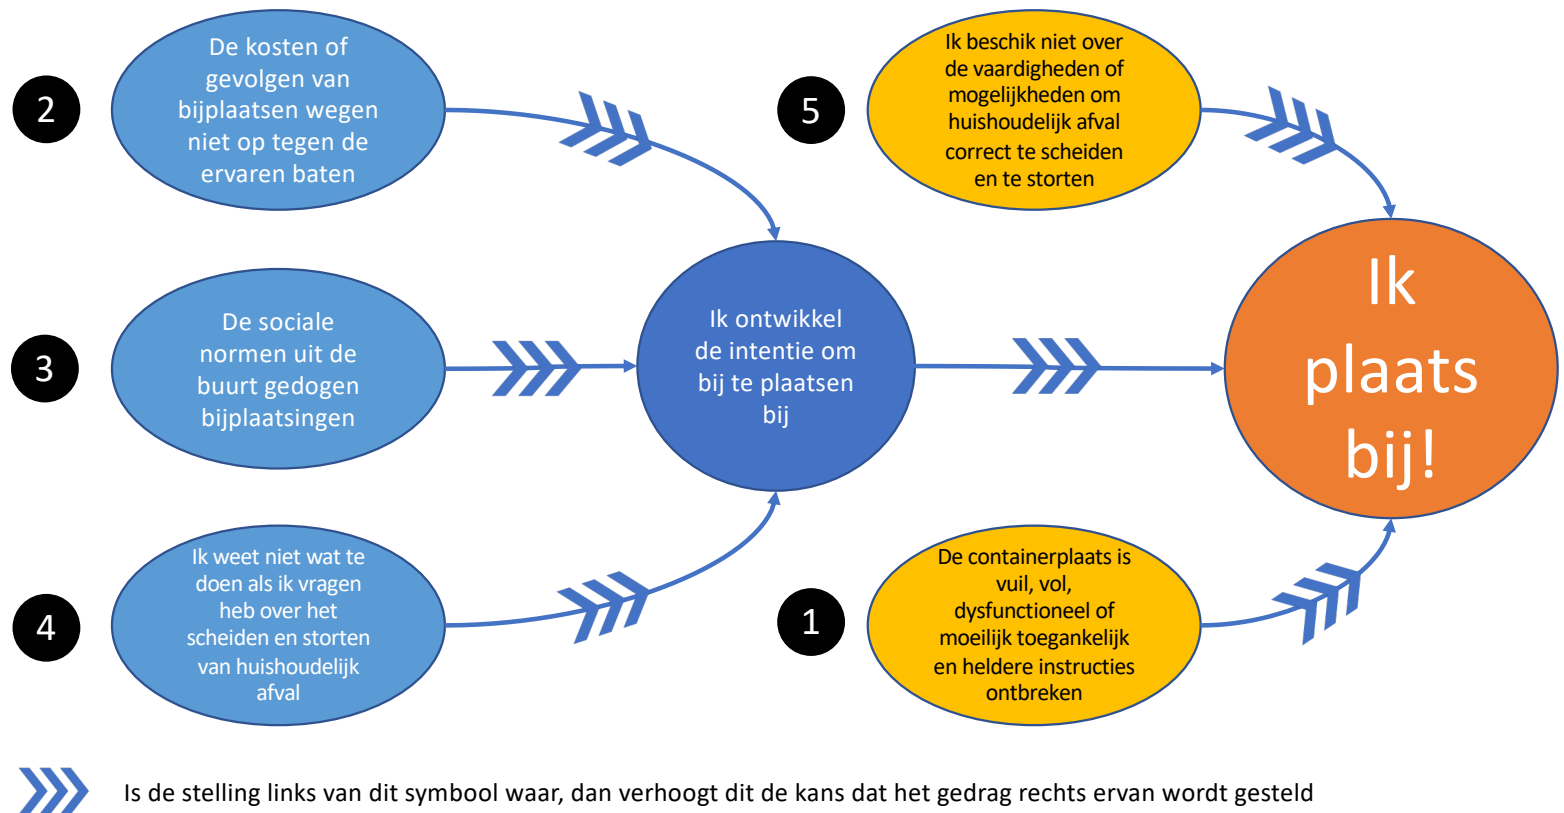 2
De kosten of
gevolgen van
bijplaatsen wegen
niet op tegen de
ervaren baten
5
Ik beschik niet over
de vaardigheden of
mogelijkheden om
huishoudelijk afval
correct te scheiden
en te storten
3
De sociale
normen uit de
buurt gedogen
bijplaatsingen
Ik ontwikkel
de intentie om
bij te plaatsen
bij
Ik
plaats
bij!
4
Ik weet niet wat te
doen als ik vragen
heb over het
scheiden en storten
van huishoudelijk
afval
1
De containerplaats is
vuil, vol,
dysfunctioneel of
moeilijk toegankelijk
en heldere instructies
ontbreken
Is de stelling links van dit symbool waar, dan verhoogt dit de kans dat het gedrag rechts ervan wordt gesteld